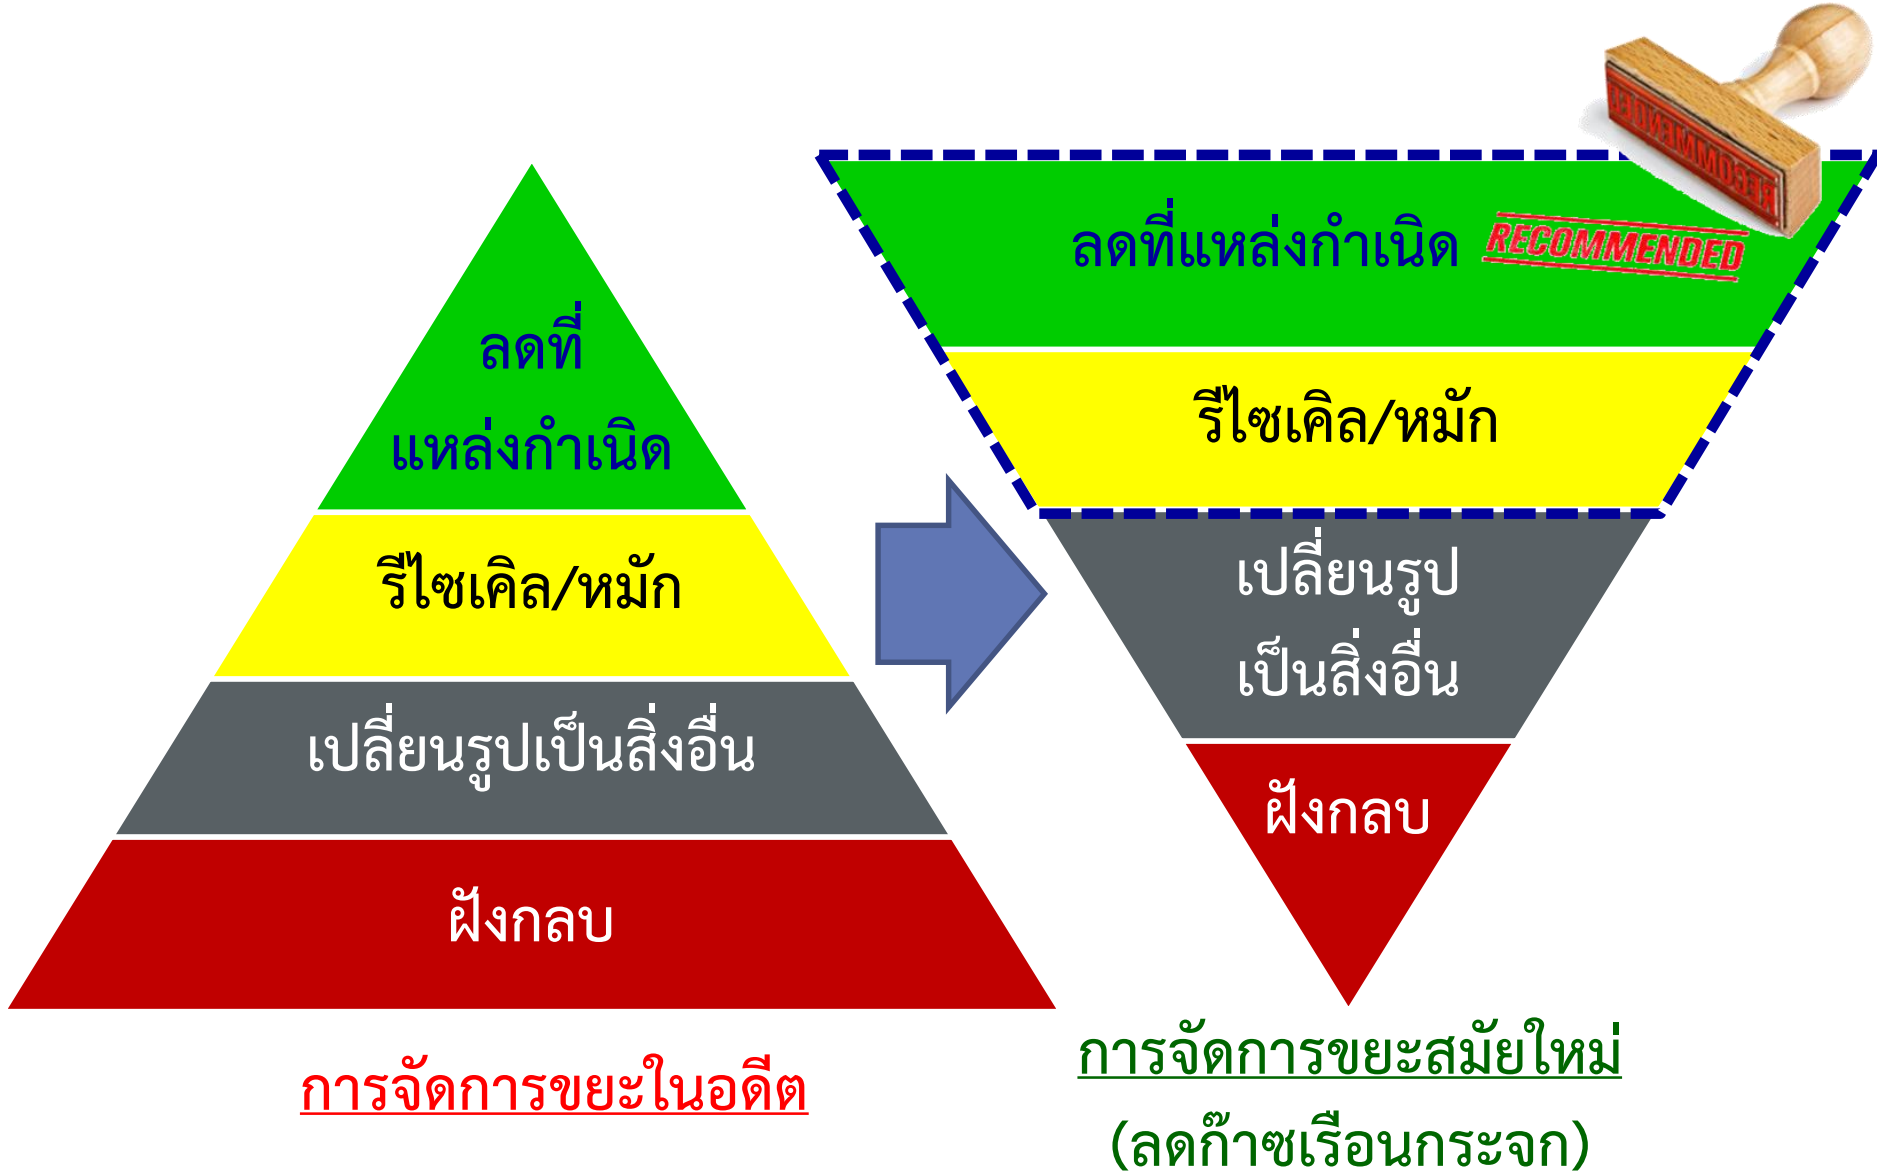 ลดที่
แหล่งกำเนิด
รีไซเคิล/หมัก
เปลี่ยนรูปเป็นสิ่งอื่น
ฝังกลบ
การจัดการขยะในอดีต
ลดที่แหล่งกำเนิด
RECOMMENDED
RECOMMENDED
รีไซเคิล/หมัก
เปลี่ยนรูป
เป็นสิ่งอื่น
ฝังกลบ
การจัดการขยะสมัยใหม่
(ลดก๊าซเรือนกระจก)